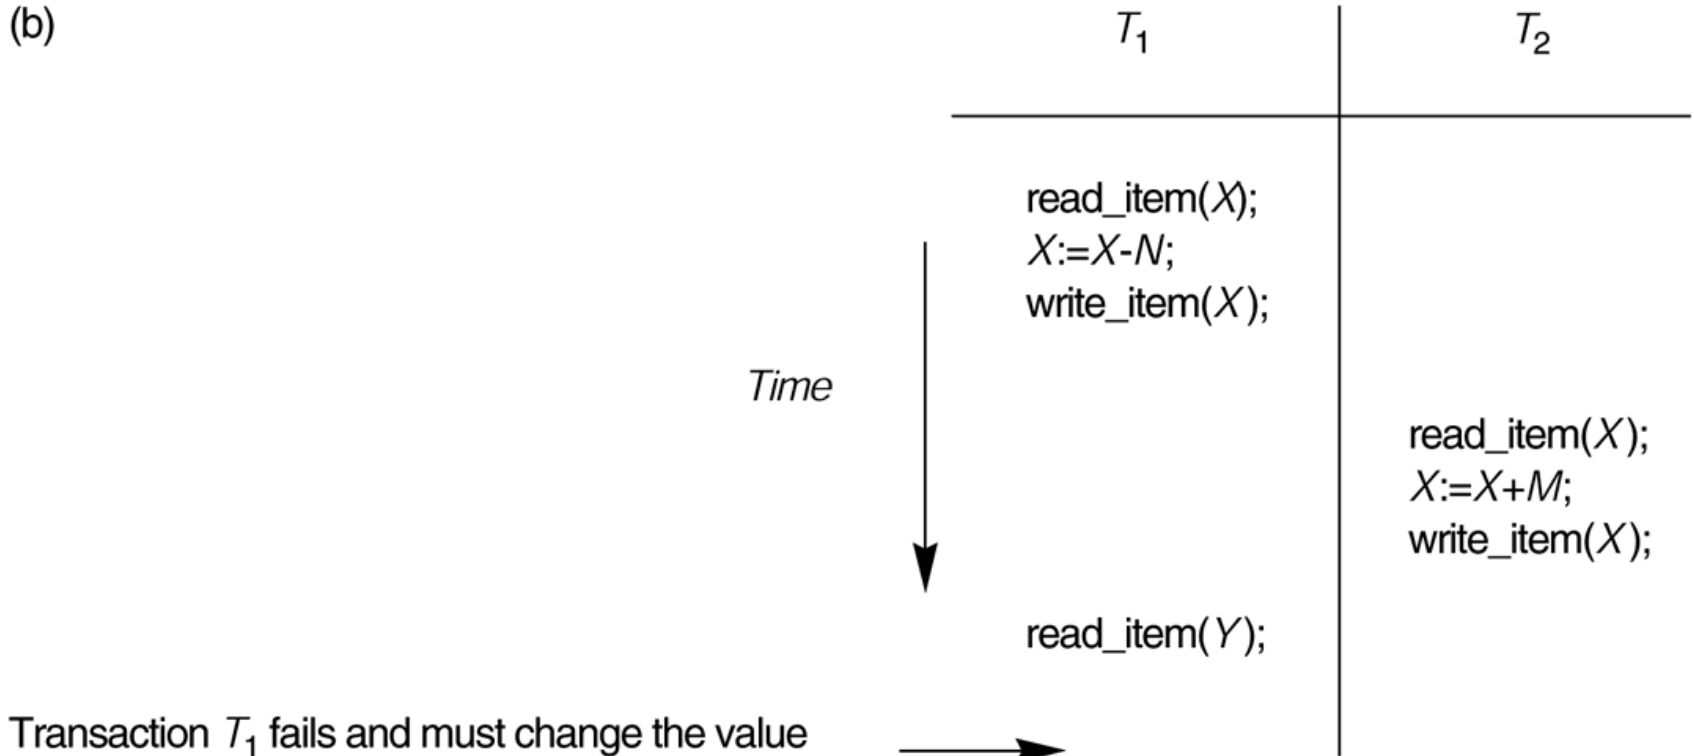 (b)
T1 T2
read_item(X);
X:=X-N;
write_item(X);
Time
read_item(X);
X:=X+M;
write_item(X);
read_item(Y);
Transaction T1 fails and must change the value